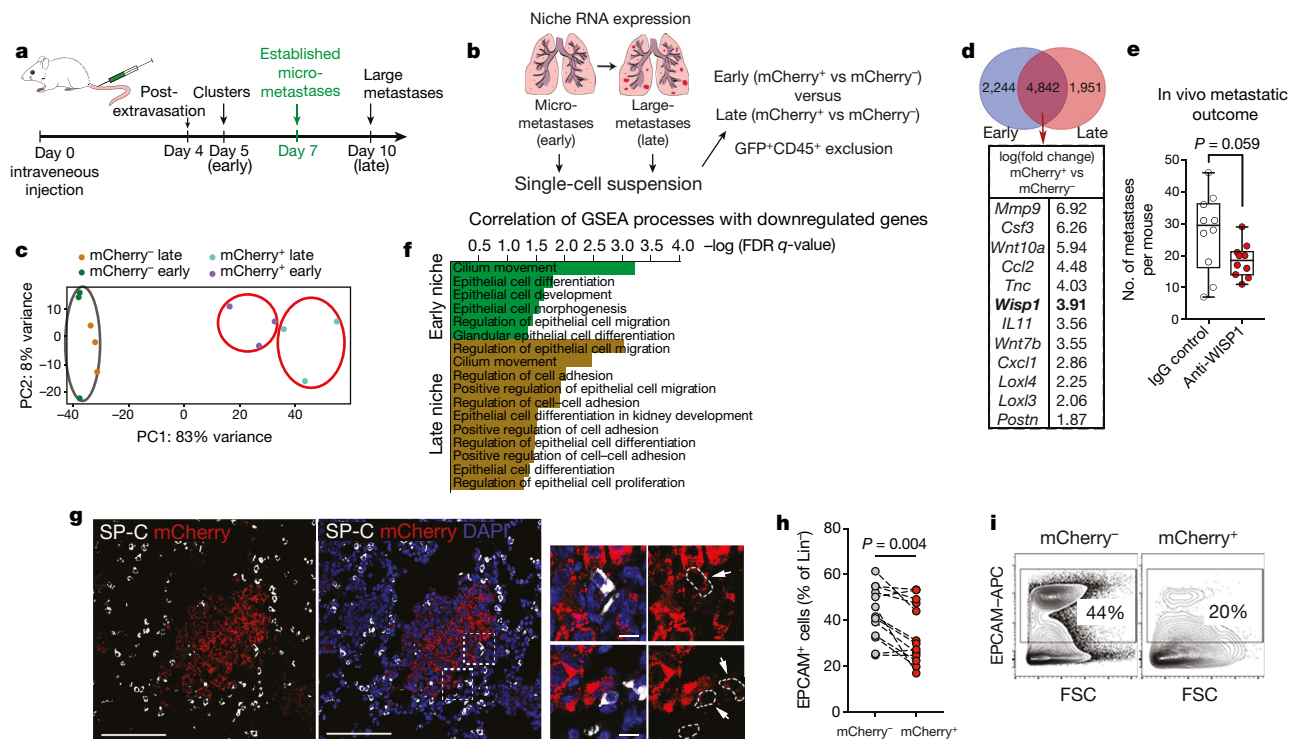 a
Post-
extravasation
Clusters
Established
micro-
metastases
Large
metastases
Day 0
intraveneous
injection
Day 4
Day 5
(early)
Day 7
Day 10
(late)
b
Niche RNA expression
Micro-
metastases
(early)
Large-
metastases
(late)
Single-cell suspension
Early (mCherry⁺ vs mCherry⁻)
versus
Late (mCherry⁺ vs mCherry⁻)
GFP⁺CD45⁺ exclusion
c
mCherry⁻ late
mCherry⁺ late
mCherry⁻ early
mCherry⁺ early
PC2: 8% variance
10
0
−10
−20
−40
−20
0
20
40
PC1: 83% variance
d
2,244
4,842
1,951
Early
Late
log(fold change)
mCherry⁺ vs
mCherry⁻
Mmp9 6.92
Csf3 6.26
Wnt10a 5.94
Ccl2 4.48
Tnc 4.03
Wisp1 3.91
IL11 3.56
Wnt7b 3.55
Cxcl1 2.86
Loxl4 2.25
Loxl3 2.06
Postn 1.87
e
In vivo metastatic
outcome
P = 0.059
No. of metastases
per mouse
50
40
30
20
10
0
IgG control
Anti-WISP1
f
Correlation of GSEA processes with downregulated genes
0.5 1.0 1.5 2.0 2.5 3.0 3.5 4.0
−log (FDR q-value)
Early niche
Cilium movement
Epithelial cell differentiation
Epithelial cell development
Epithelial cell morphogenesis
Regulation of epithelial cell migration
Glandular epithelial cell differentiation
Late niche
Regulation of epithelial cell migration
Cilium movement
Regulation of cell adhesion
Positive regulation of epithelial cell migration
Regulation of cell–cell adhesion
Epithelial cell differentiation in kidney development
Positive regulation of cell adhesion
Regulation of epithelial cell differentiation
Positive regulation of cell–cell adhesion
Epithelial cell differentiation
Regulation of epithelial cell proliferation
g
SP-C mCherry
SP-C mCherry DAPI
h
P = 0.004
EPCAM⁺ cells (% of Lin⁻)
80
60
40
20
0
mCherry⁻
mCherry⁺
i
mCherry⁻
mCherry⁺
EPCAM–APC
44%
20%
FSC
FSC